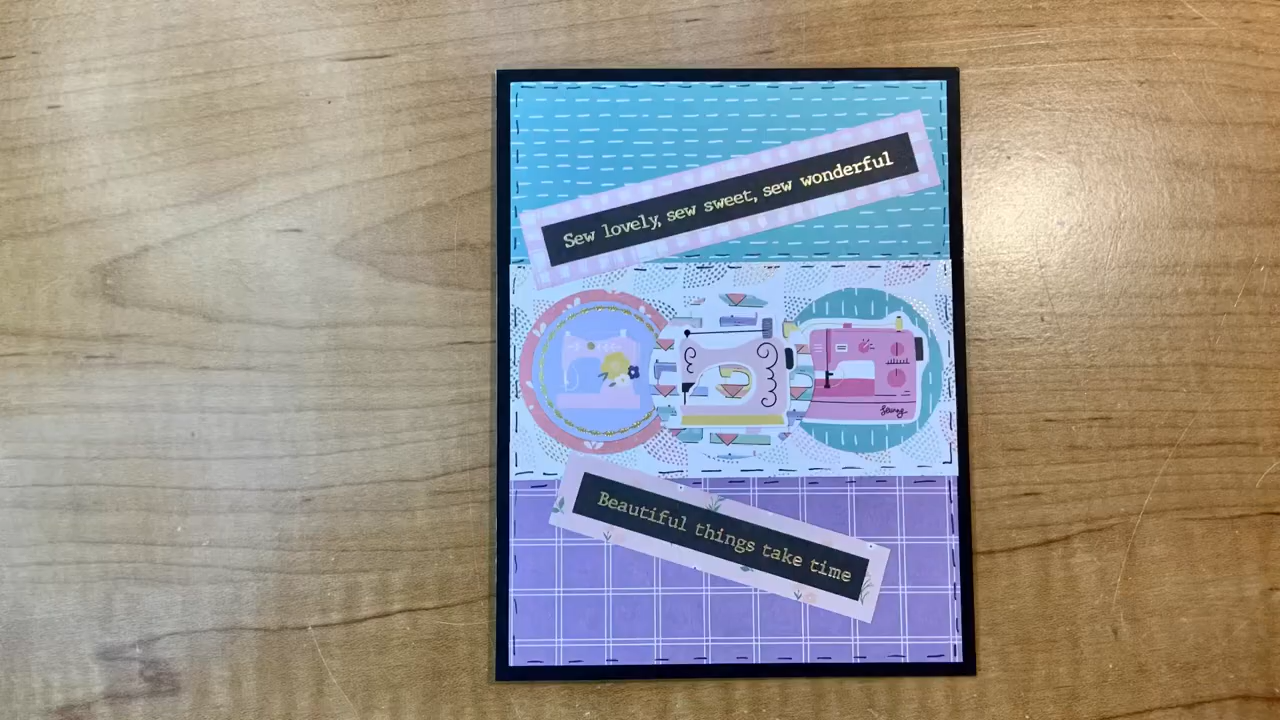 Sew lovely, sew sweet, sew wonderful
Beautiful things take time